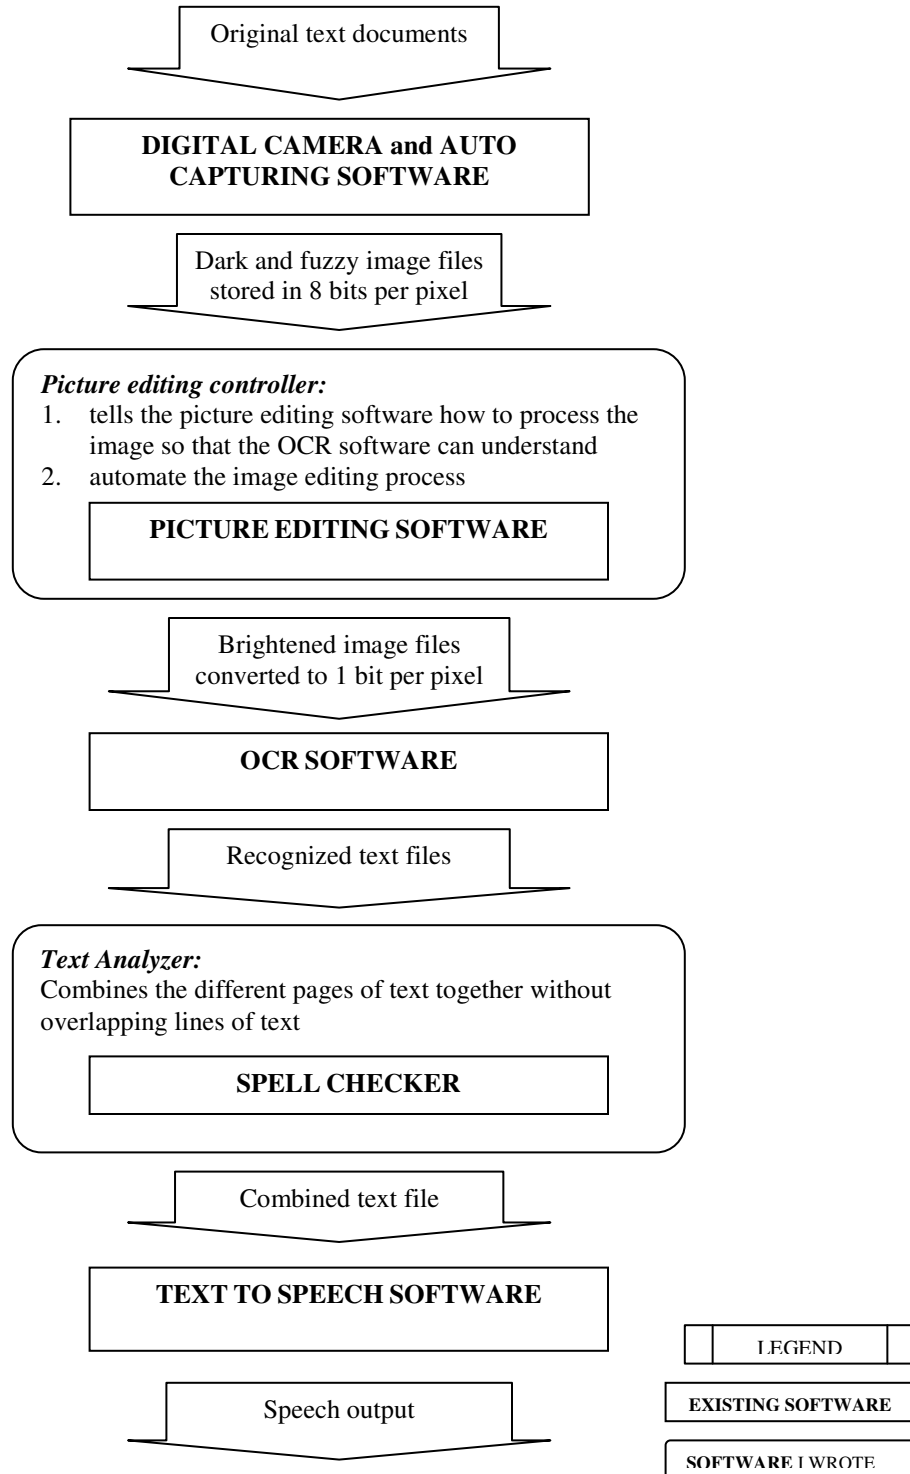 Original text documents
DIGITAL CAMERA and AUTO
CAPTURING SOFTWARE
Dark and fuzzy image files
stored in 8 bits per pixel
Picture editing controller:
1. tells the picture editing software how to process the
image so that the OCR software can understand
2. automate the image editing process
PICTURE EDITING SOFTWARE
Brightened image files
converted to 1 bit per pixel
OCR SOFTWARE
Recognized text files
Text Analyzer:
Combines the different pages of text together without
overlapping lines of text
SPELL CHECKER
Combined text file
TEXT TO SPEECH SOFTWARE
Speech output
LEGEND
EXISTING SOFTWARE
SOFTWARE I WROTE